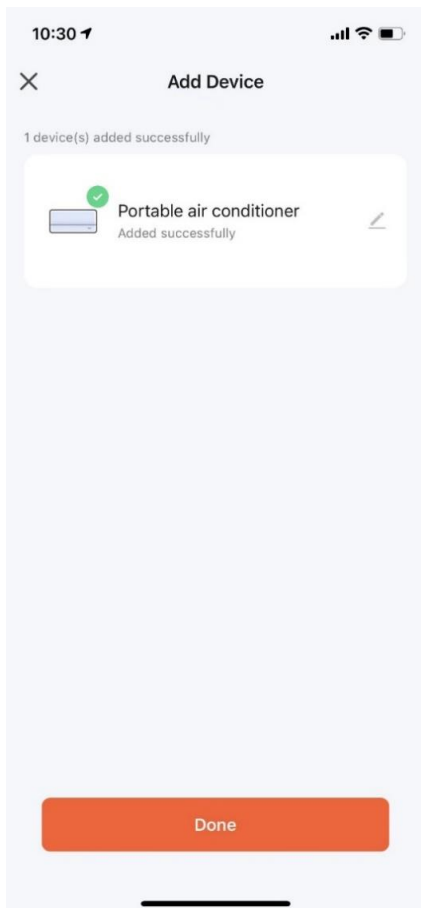 10:30
Add Device
1 device(s) added successfully
Portable air conditioner
Added successfully
Done